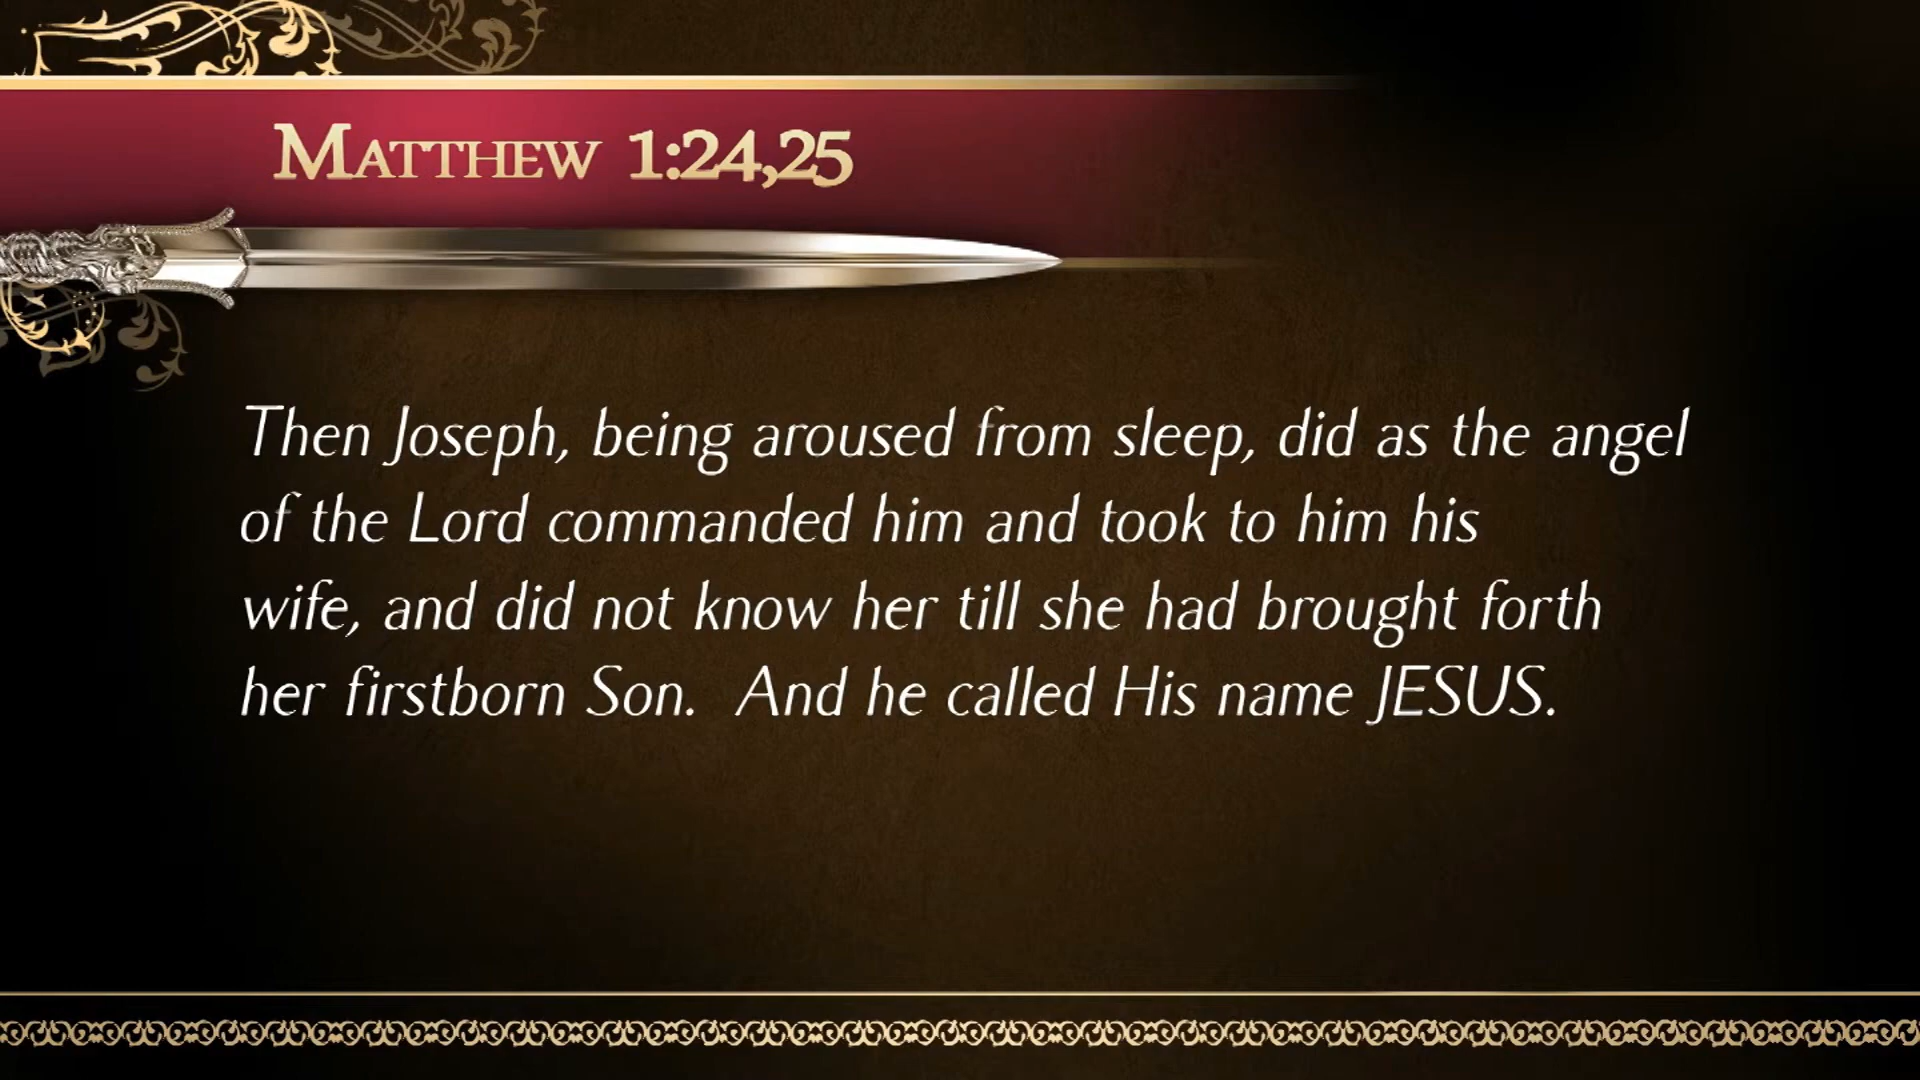 Matthew 1:24,25
Then Joseph, being aroused from sleep, did as the angel
of the Lord commanded him and took to him his
wife, and did not know her till she had brought forth
her firstborn Son.  And he called His name JESUS.